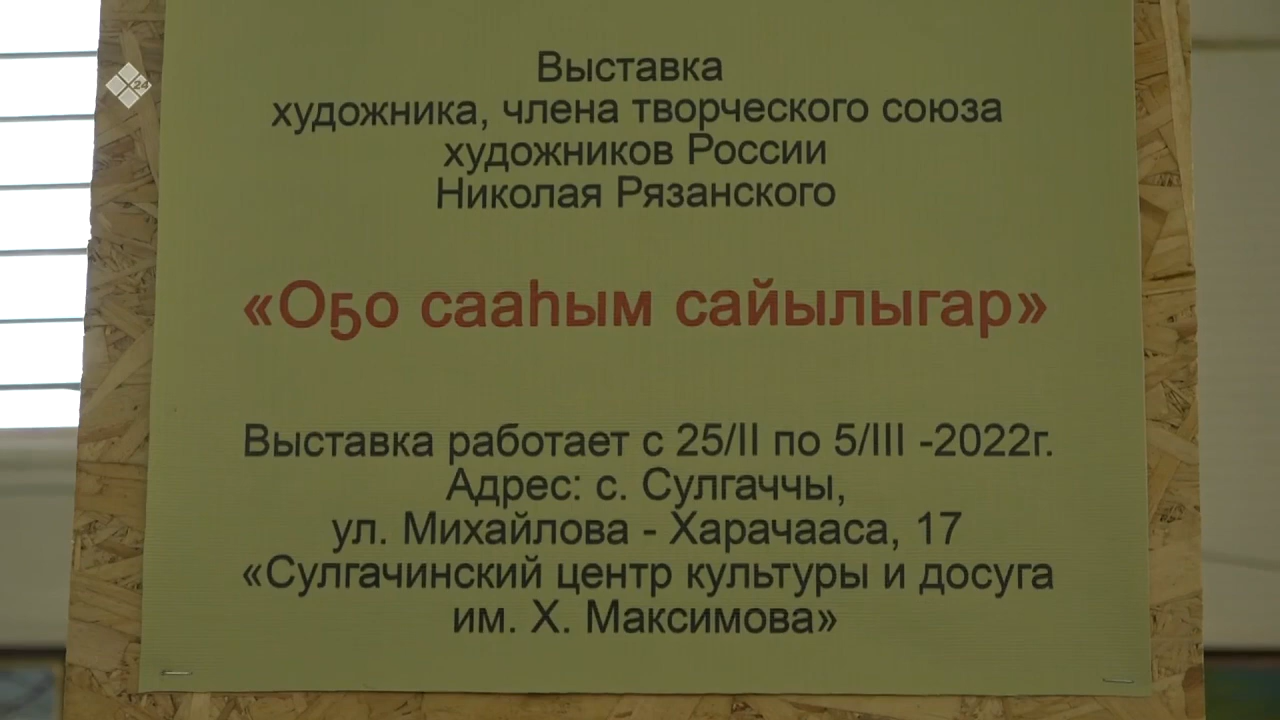 Х24
Выставка
художника, члена творческого союза
художников России
Николая Рязанского
«Оҕо сааһым сайылыгар»
Выставка работает с 25/II по 5/III -2022г.
Адрес: с. Сулгаччы,
ул. Михайлова - Харачааса, 17
«Сулгачинский центр культуры и досуга
им. Х. Максимова»